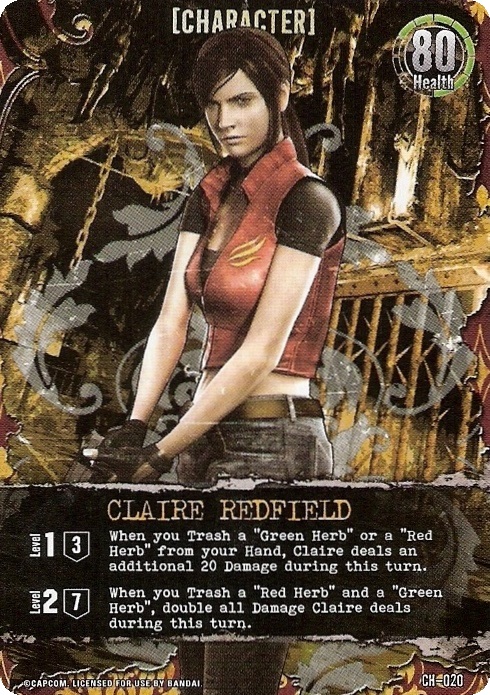 [CHARACTER]
80
Health
CLAIRE REDFIELD
Level 1 3
When you Trash a "Green Herb" or a "Red
Herb" from your Hand, Claire deals an
additional 20 Damage during this turn.
Level 2 7
When you Trash a "Red Herb" and a "Green
Herb", double all Damage Claire deals
during this turn.
©CAPCOM. LICENSED FOR USE BY BANDAI.
CH-020